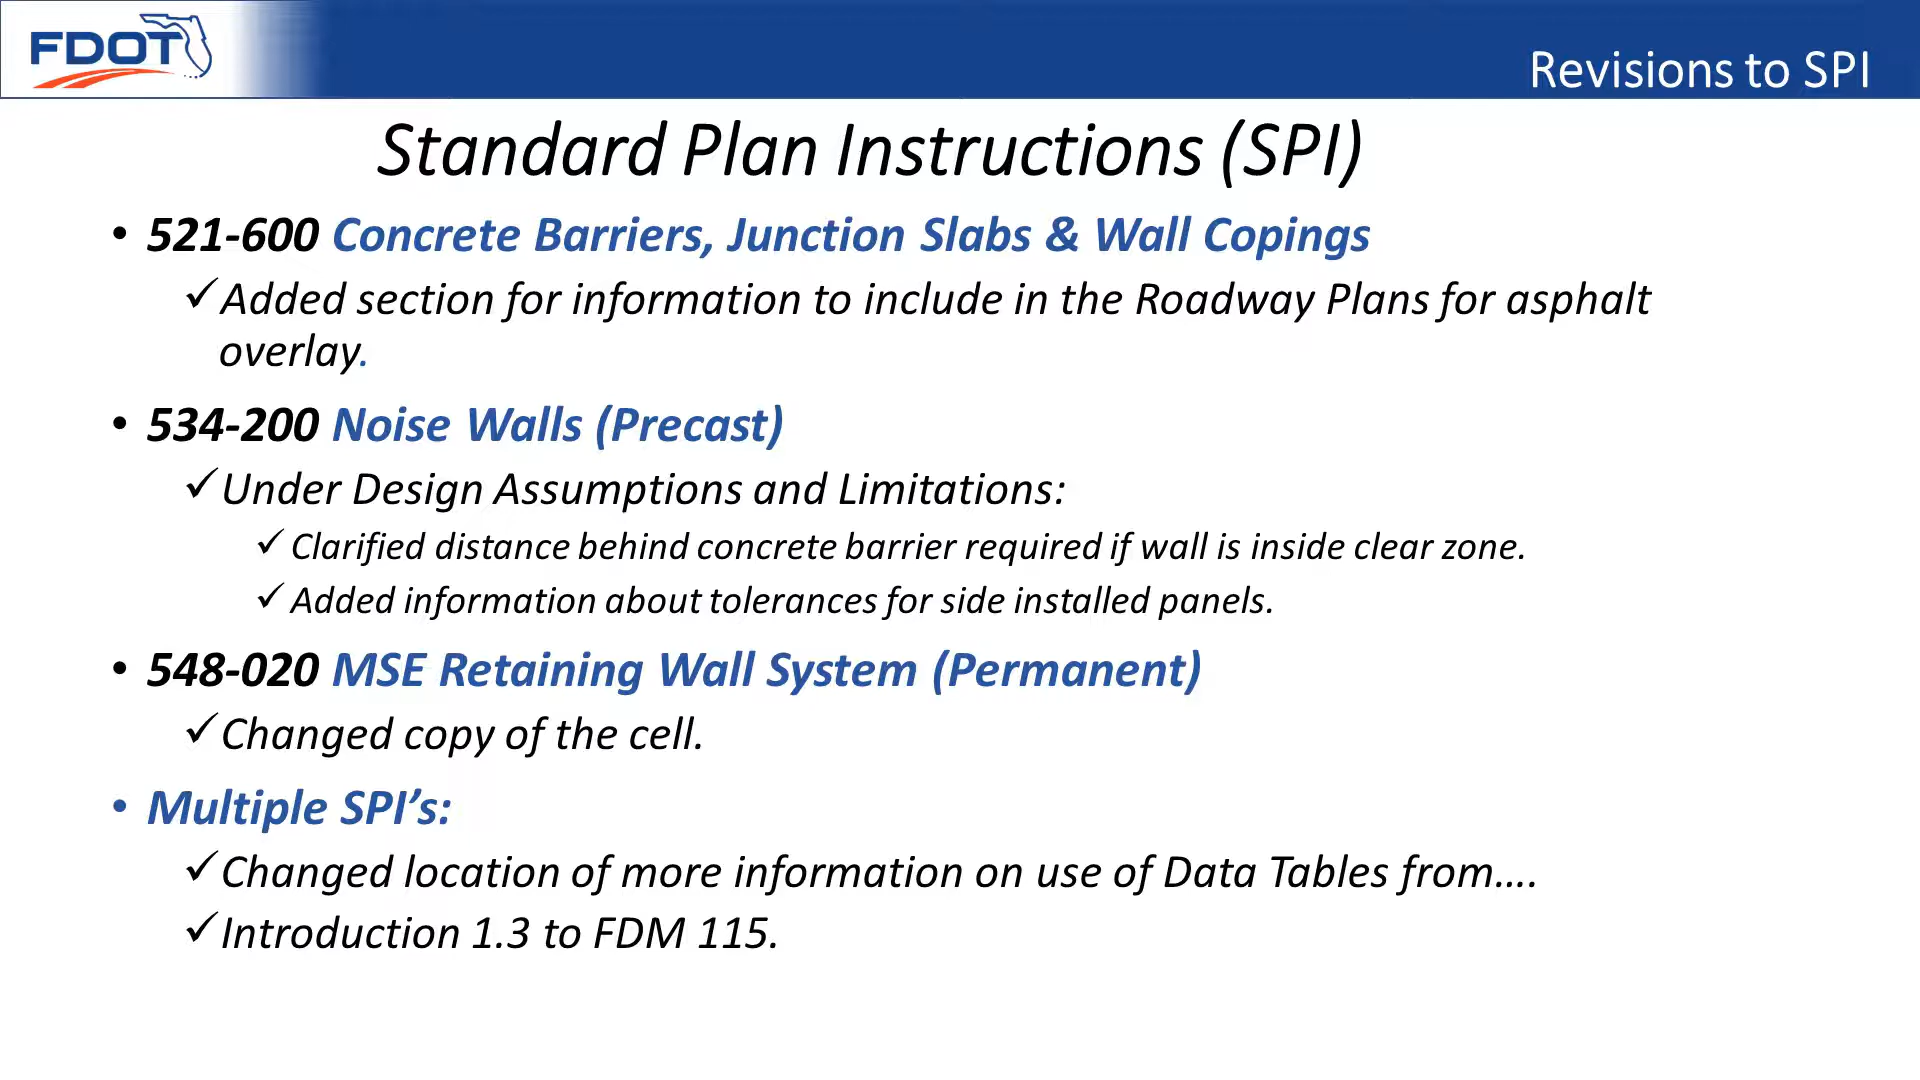 FDOT
Revisions to SPI
Standard Plan Instructions (SPI)
• 521-600 Concrete Barriers, Junction Slabs & Wall Copings
✓Added section for information to include in the Roadway Plans for asphalt
overlay.
• 534-200 Noise Walls (Precast)
✓Under Design Assumptions and Limitations:
✓Clarified distance behind concrete barrier required if wall is inside clear zone.
✓Added information about tolerances for side installed panels.
• 548-020 MSE Retaining Wall System (Permanent)
✓Changed copy of the cell.
• Multiple SPI’s:
✓Changed location of more information on use of Data Tables from....
✓Introduction 1.3 to FDM 115.